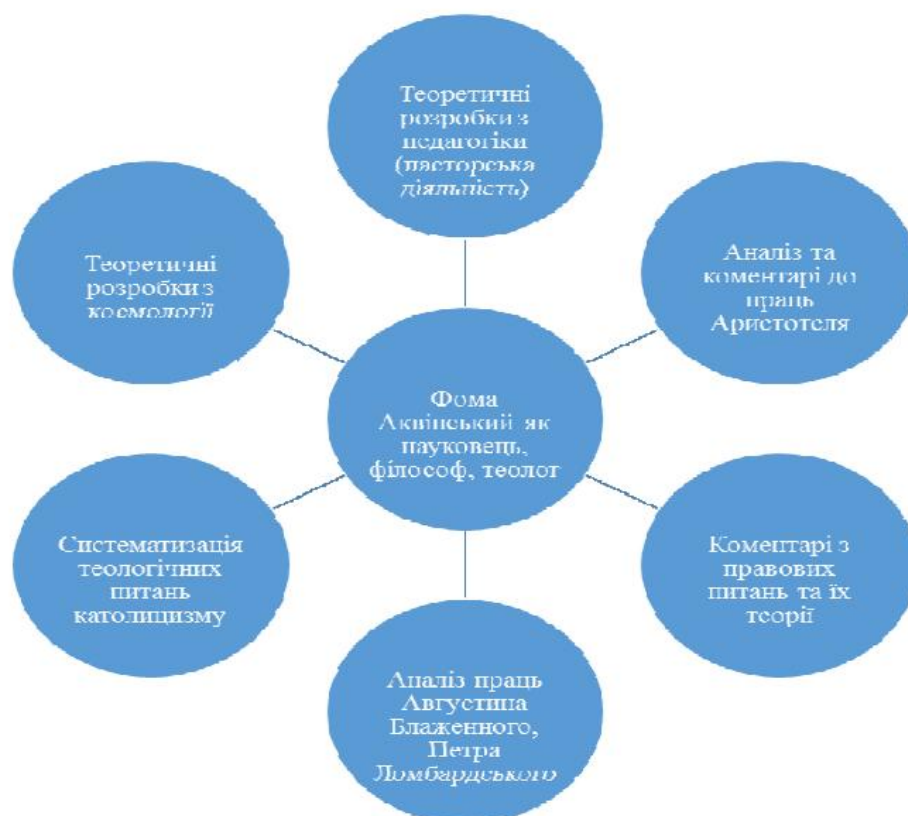 Теоретичні
розробки з
педагогіки
(пасторська
діяльність)
Теоретичні
розробки з
космології
Аналіз та
коментарі до
праць
Аристотеля
Фома
Аквінський як
науковець,
філософ, теолог
Систематизація
теологічних
питань
католицизму
Коментарі з
правових
питань та їх
теорії
Аналіз праць
Августина
Блаженного,
Петра
Ломбардського